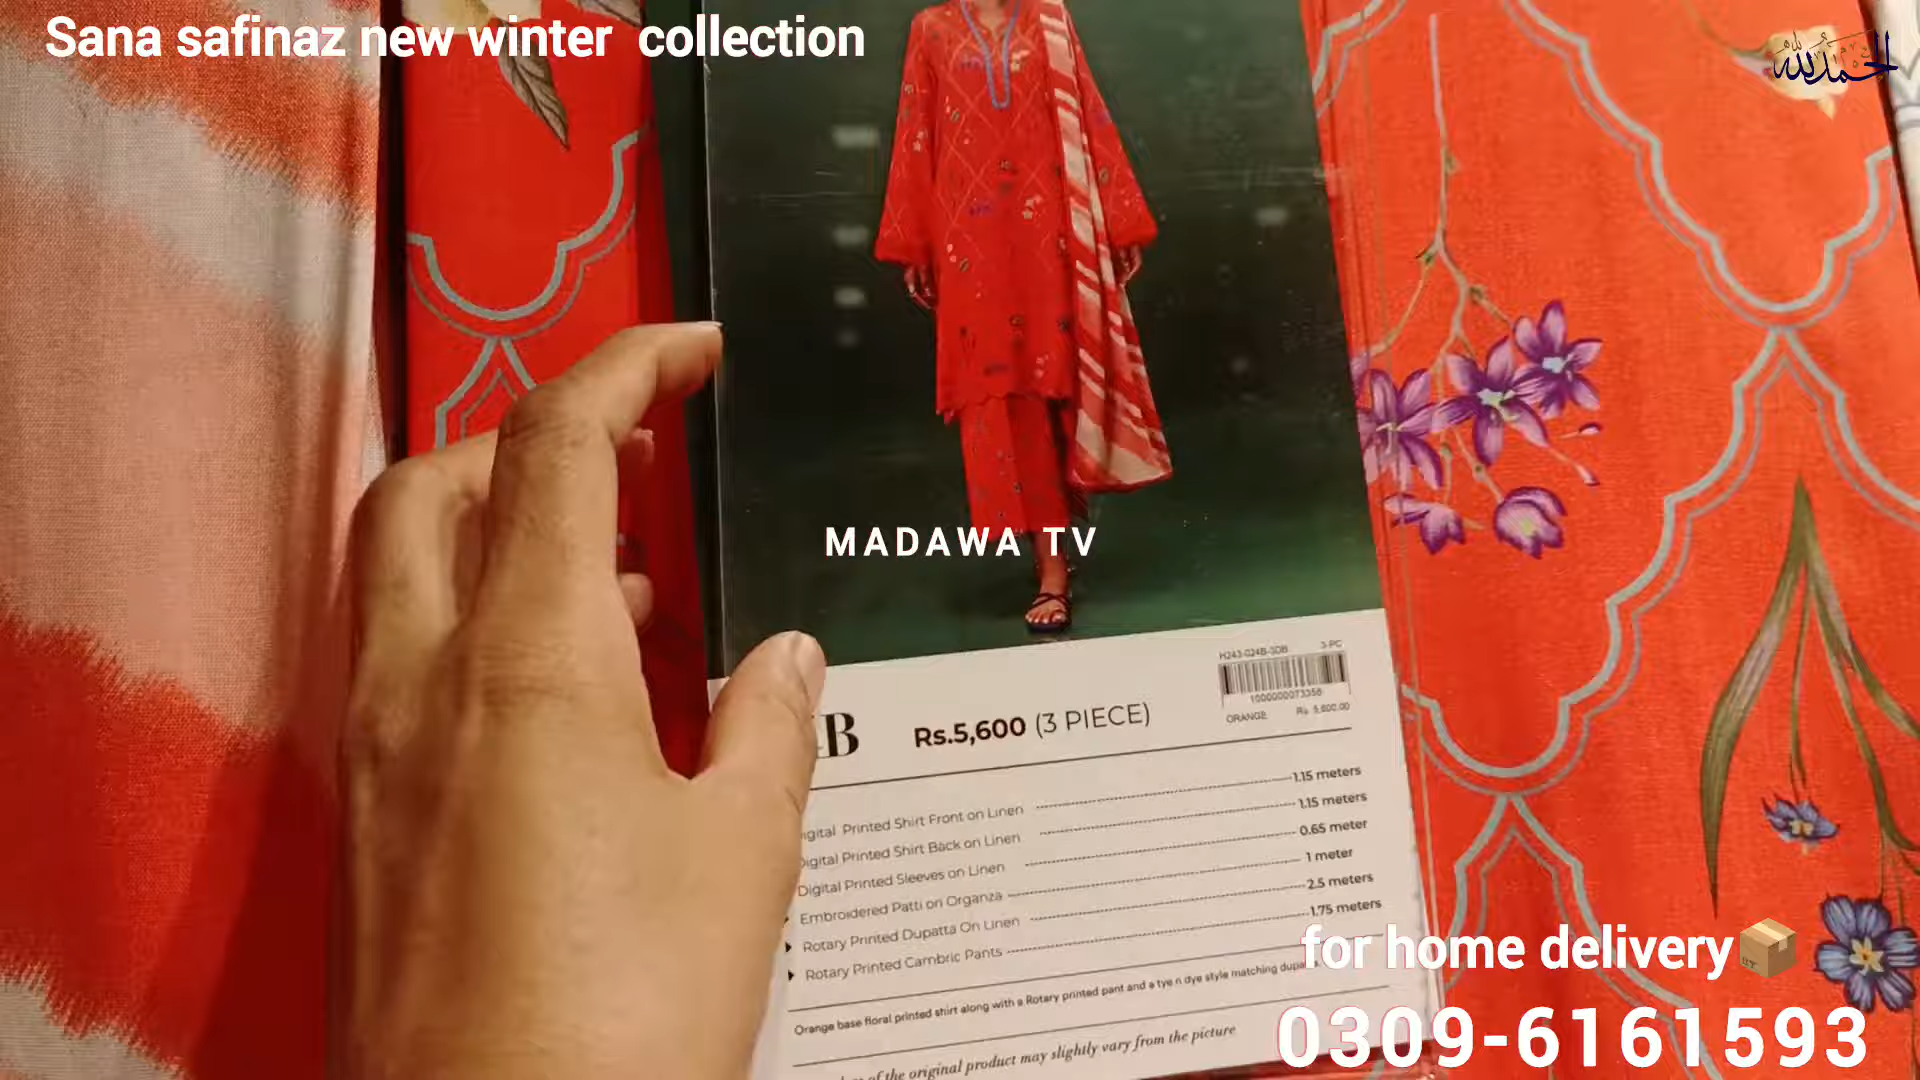 Sana safinaz new winter collection
الحمدلله
MADAWA TV
H243-024B-3DB 3-PC
1000000073358
ORANGE Rs. 5,600.00
B Rs.5,600 (3 PIECE)
igital Printed Shirt Front on Linen 1.15 meters
Digital Printed Shirt Back on Linen 1.15 meters
Digital Printed Sleeves on Linen 0.65 meter
Embroidered Patti on Organza 1 meter
Rotary Printed Dupatta On Linen 2.5 meters
Rotary Printed Cambric Pants 1.75 meters
Orange base floral printed shirt along with a Rotary printed pant and a tye n dye style matching
of the original product may slightly vary from the picture
for home delivery
0309-6161593